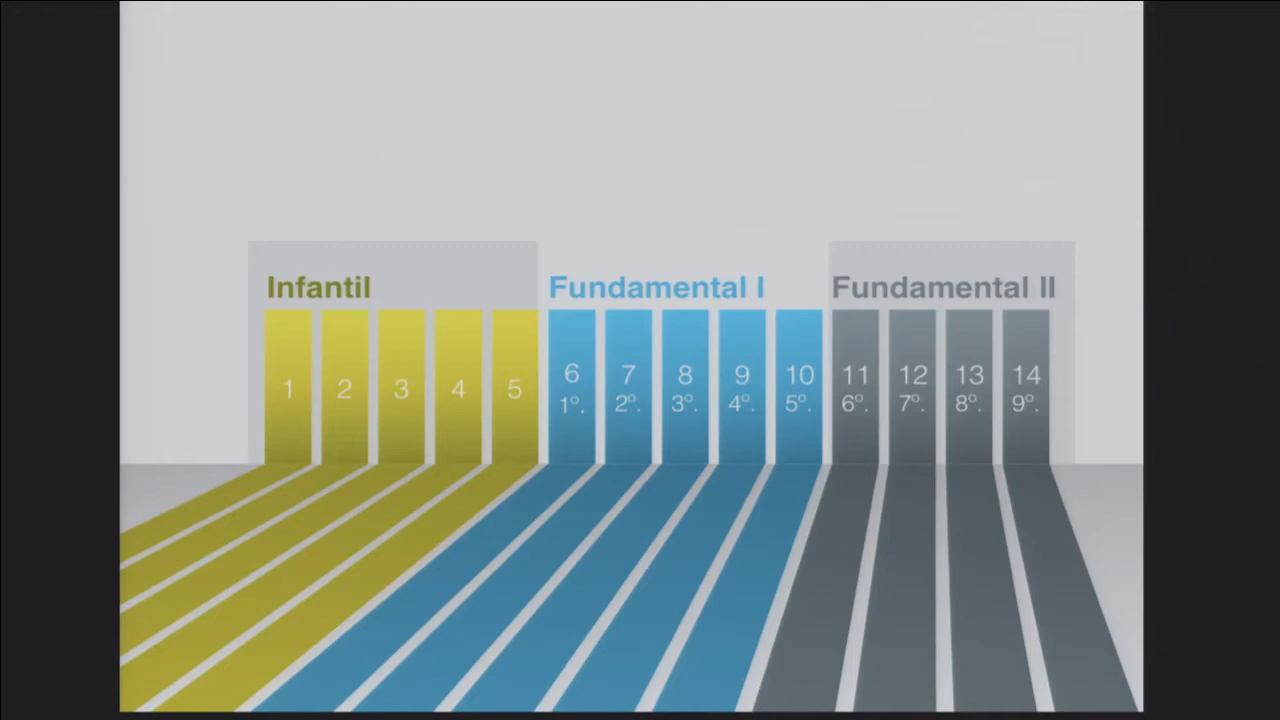 Infantil
Fundamental I
Fundamental II
1 2 3 4 5 6 7 8 9 10 11 12 13 14
1º. 2º. 3º. 4º. 5º. 6º. 7º. 8º. 9º.